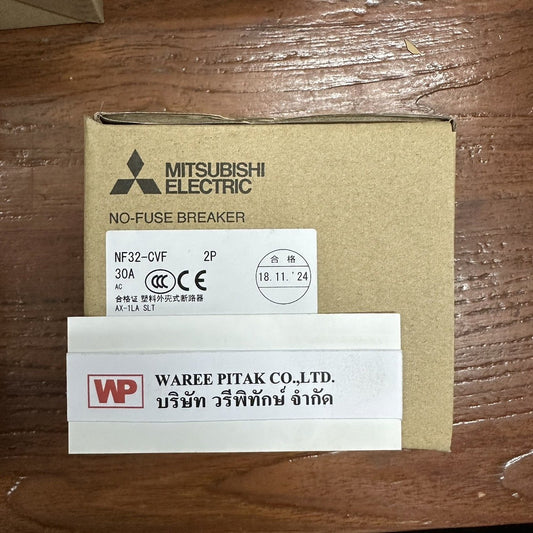 MITSUBISHI
ELECTRIC
NO-FUSE BREAKER
NF32-CVF 2P
30A
AC
CCC CE
合格
18.11.'24
合格证 塑料外壳式断路器
AX-1LA SLT
WP
WAREE PITAK CO.,LTD.
บริษัท วรีพิทักษ์ จำกัด